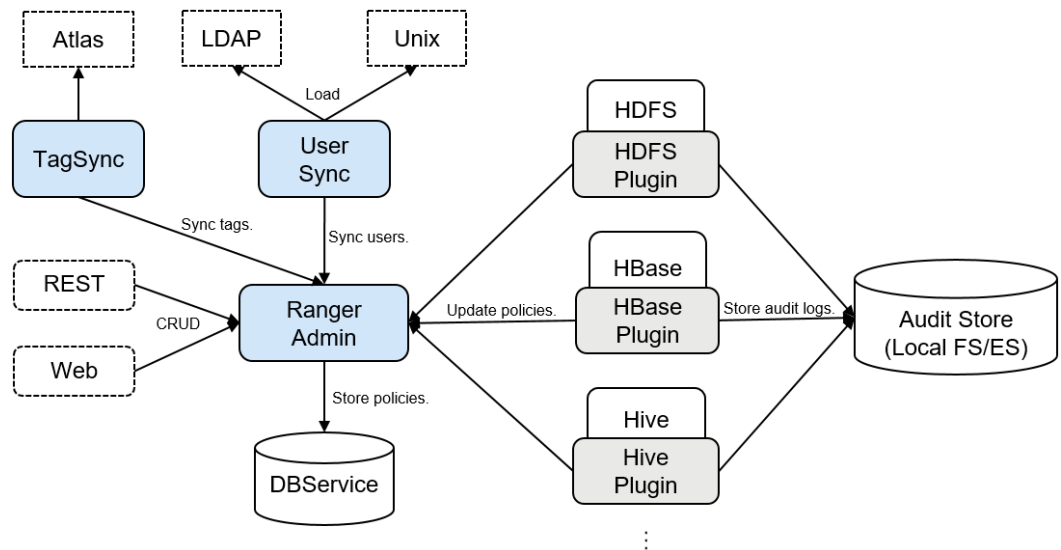 Atlas
LDAP
Unix
Load
TagSync
User
Sync
Sync tags.
Sync users.
REST
Web
CRUD
Ranger
Admin
Store policies.
DBService
HDFS
HDFS
Plugin
HBase
HBase
Plugin
Update policies.
Store audit logs.
Hive
Hive
Plugin
Audit Store
(Local FS/ES)